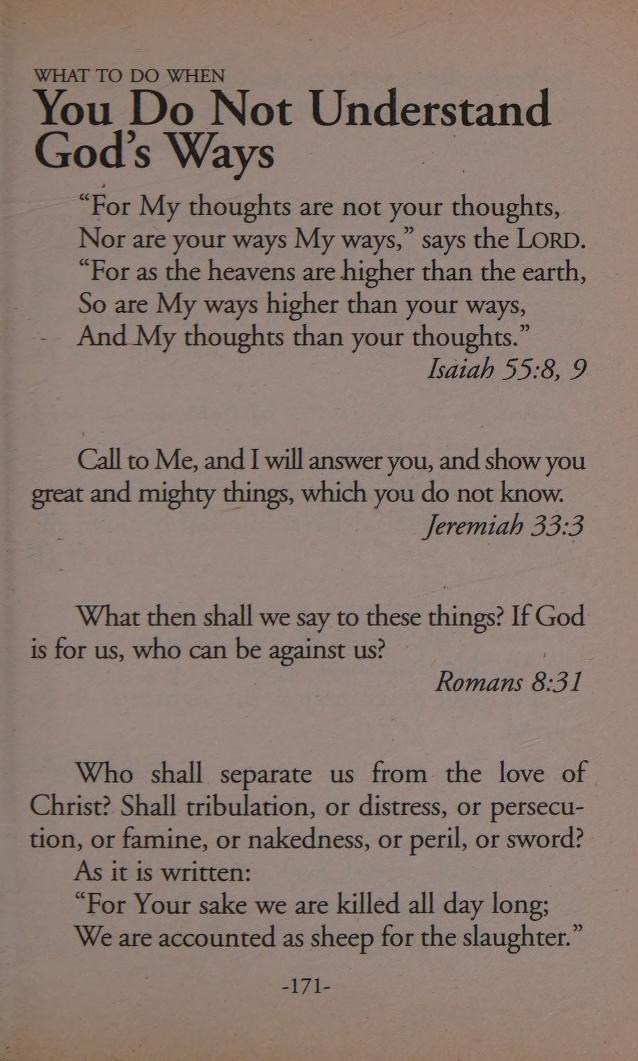 WHAT TO DO WHEN
You Do Not Understand
God's Ways
“For My thoughts are not your thoughts,
Nor are your ways My ways,” says the LORD.
“For as the heavens are higher than the earth,
So are My ways higher than your ways,
And My thoughts than your thoughts.”
Isaiah 55:8, 9
Call to Me, and I will answer you, and show you
great and mighty things, which you do not know.
Jeremiah 33:3
What then shall we say to these things? If God
is for us, who can be against us?
Romans 8:31
Who shall separate us from the love of
Christ? Shall tribulation, or distress, or persecu-
tion, or famine, or nakedness, or peril, or sword?
As it is written:
“For Your sake we are killed all day long;
We are accounted as sheep for the slaughter.”
-171-